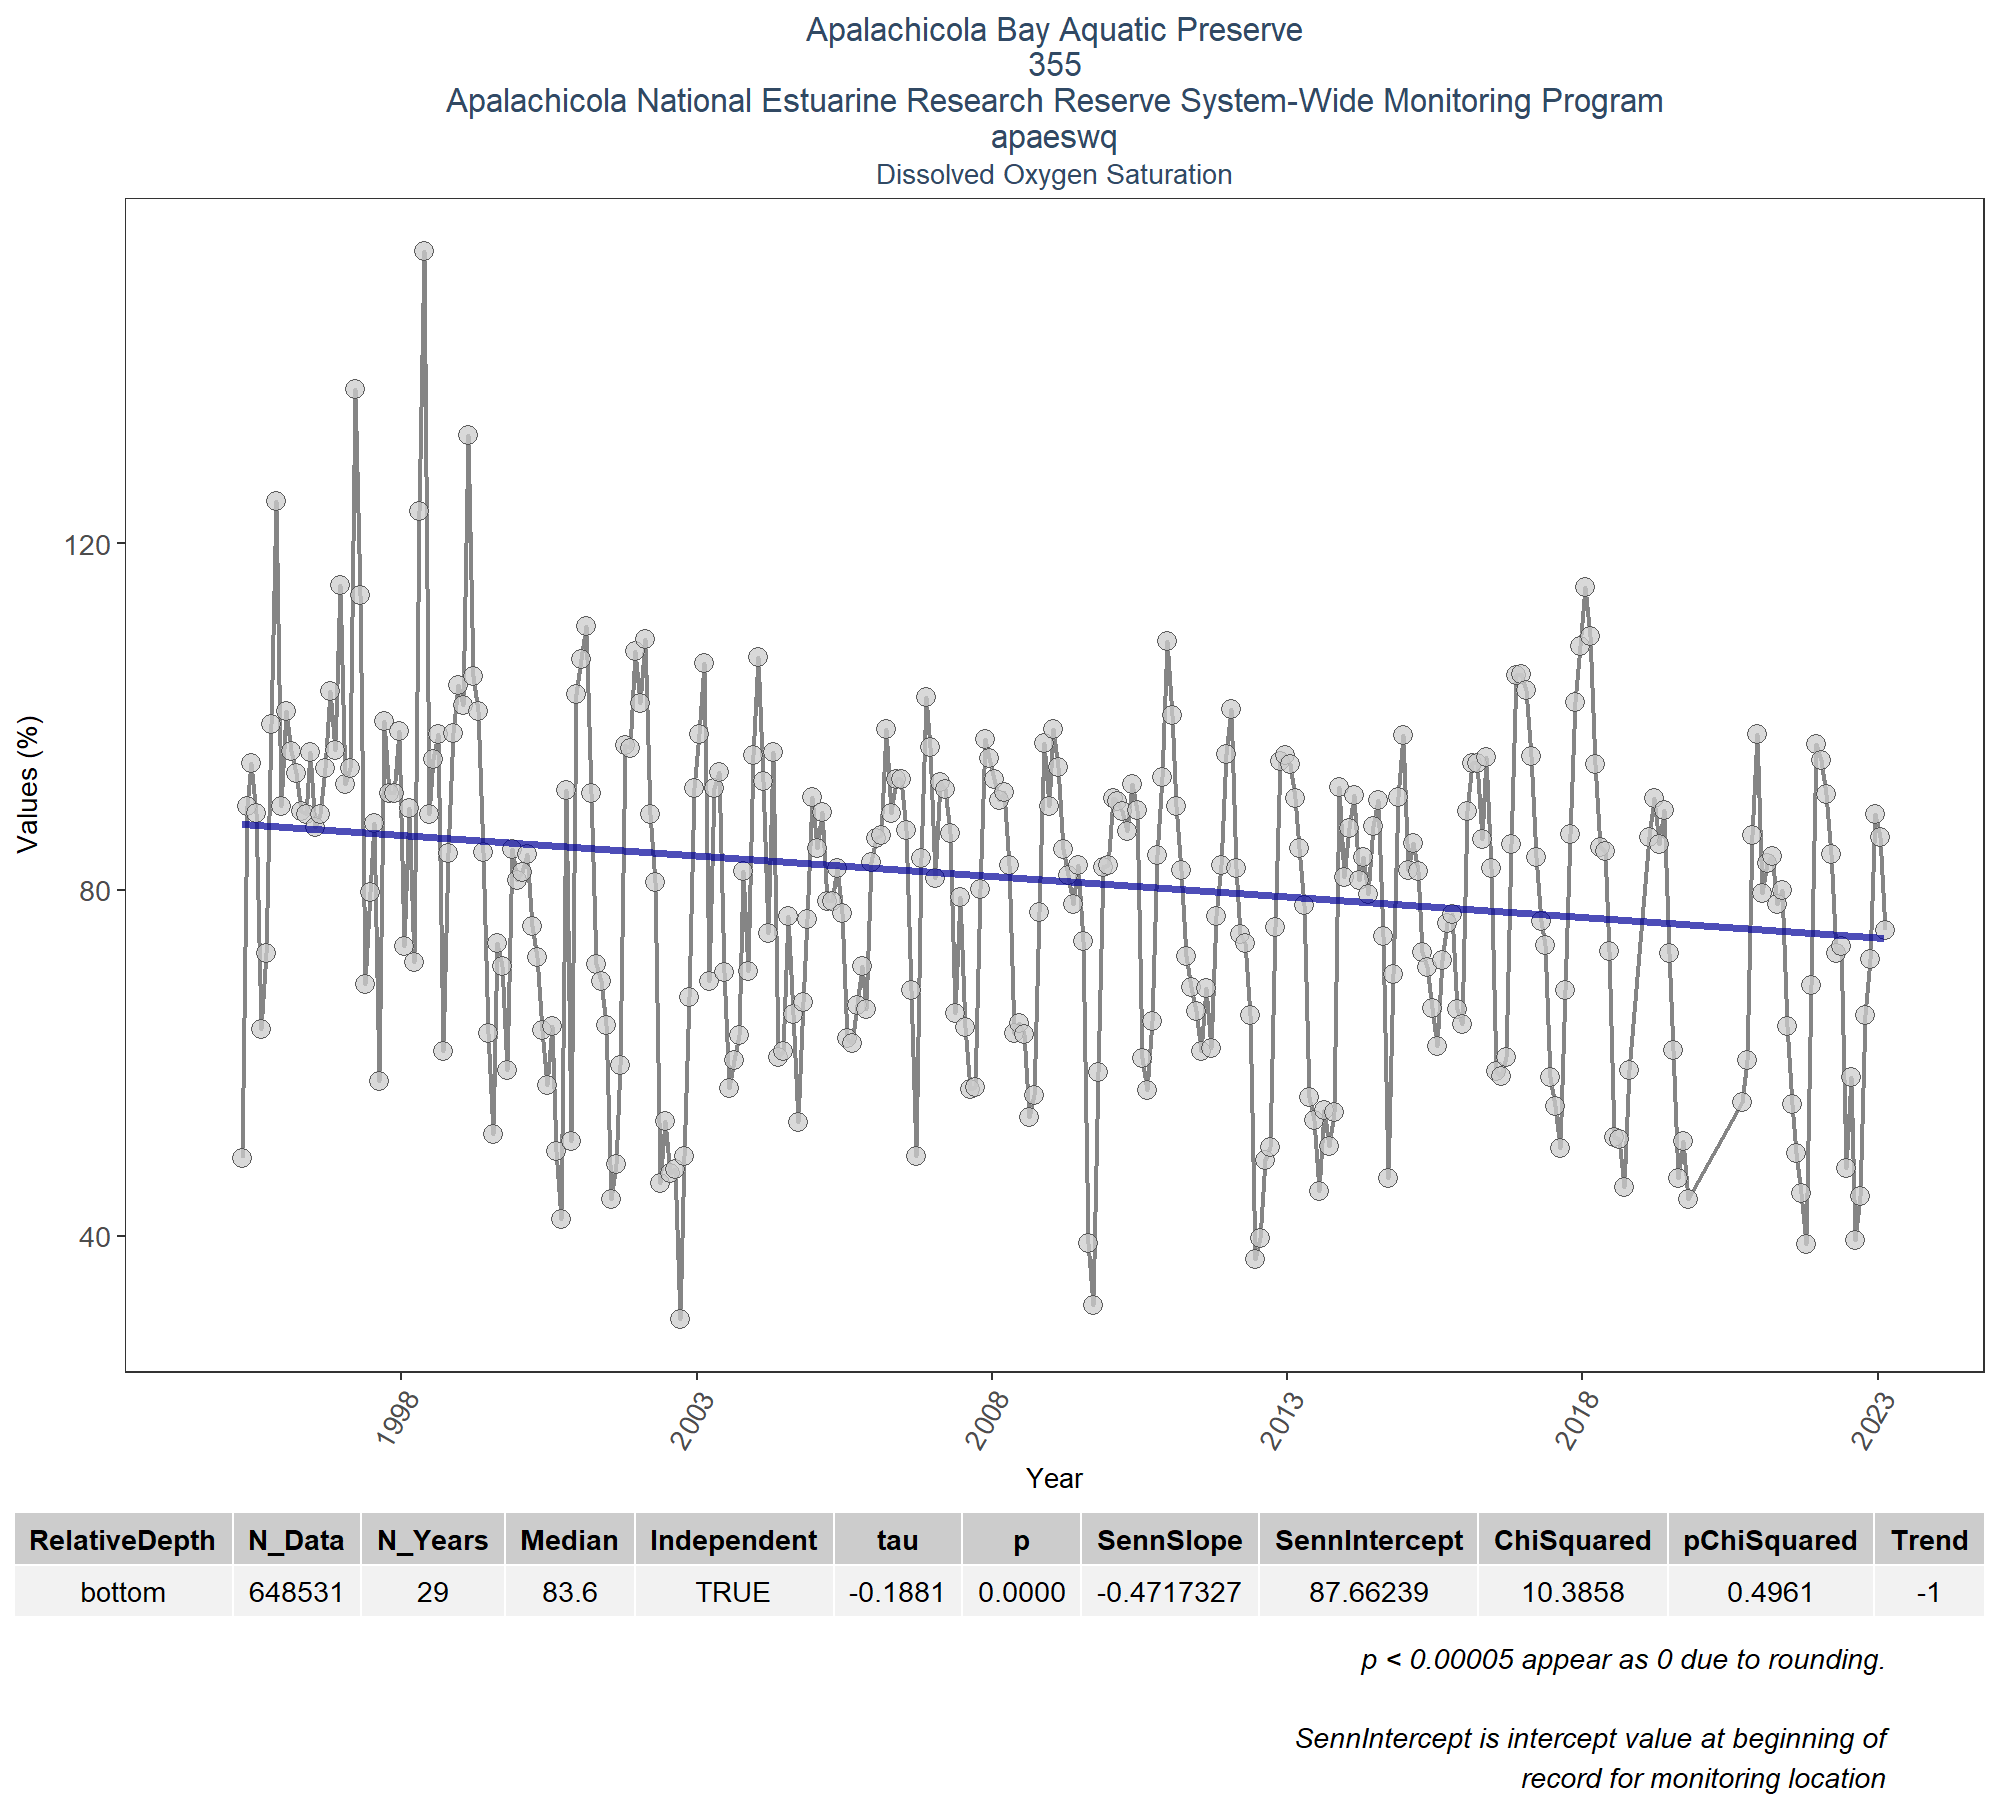 Apalachicola Bay Aquatic Preserve
355
Apalachicola National Estuarine Research Reserve System-Wide Monitoring Program
apaeswq
Dissolved Oxygen Saturation
Values (%)
120
80
40
1998
2003
2008
2013
2018
2023
Year
RelativeDepth N_Data N_Years Median Independent tau p SennSlope SennIntercept ChiSquared pChiSquared Trend
bottom 648531 29 83.6 TRUE -0.1881 0.0000 -0.4717327 87.66239 10.3858 0.4961 -1
p < 0.00005 appear as 0 due to rounding.
SennIntercept is intercept value at beginning of
record for monitoring location